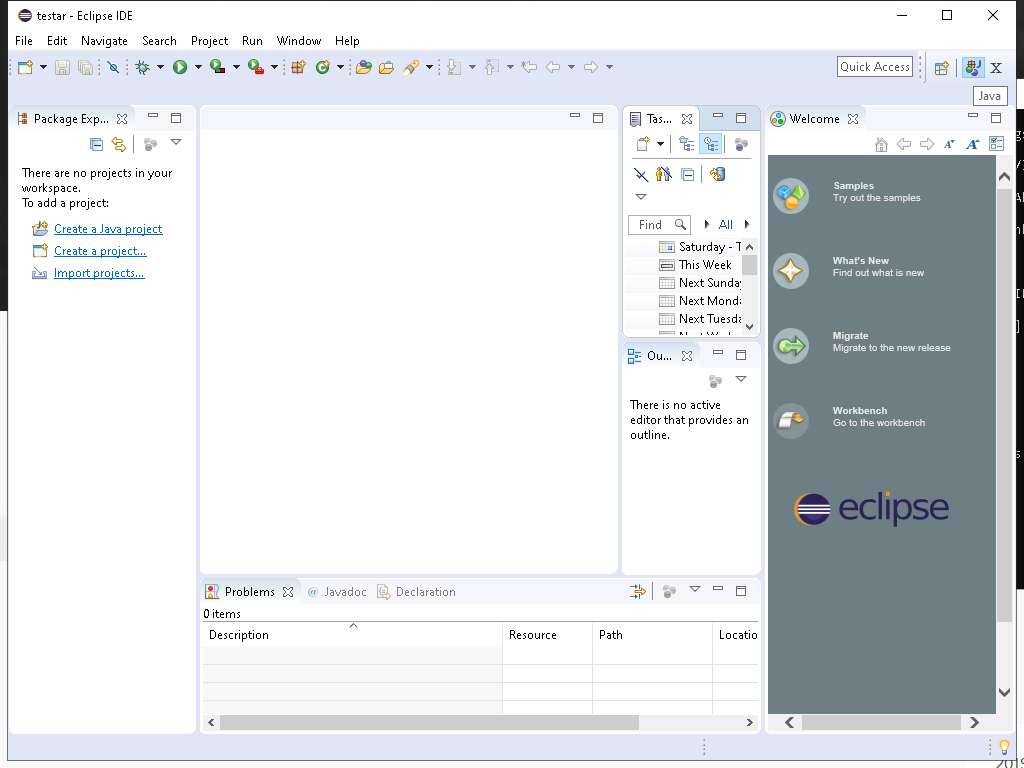 testar - Eclipse IDE
File Edit Navigate Search Project Run Window Help
Quick Access
Java
Package Exp...
There are no projects in your
workspace.
To add a project:
Create a Java project
Create a project...
Import projects...
Tas...
Find
All
Saturday - T
This Week
Next Sunday
Next Monda
Next Tuesda
Ou...
There is no active
editor that provides an
outline.
Welcome
Samples
Try out the samples
What's New
Find out what is new
Migrate
Migrate to the new release
Workbench
Go to the workbench
eclipse
Problems Javadoc Declaration
0 items
Description Resource Path Locatio